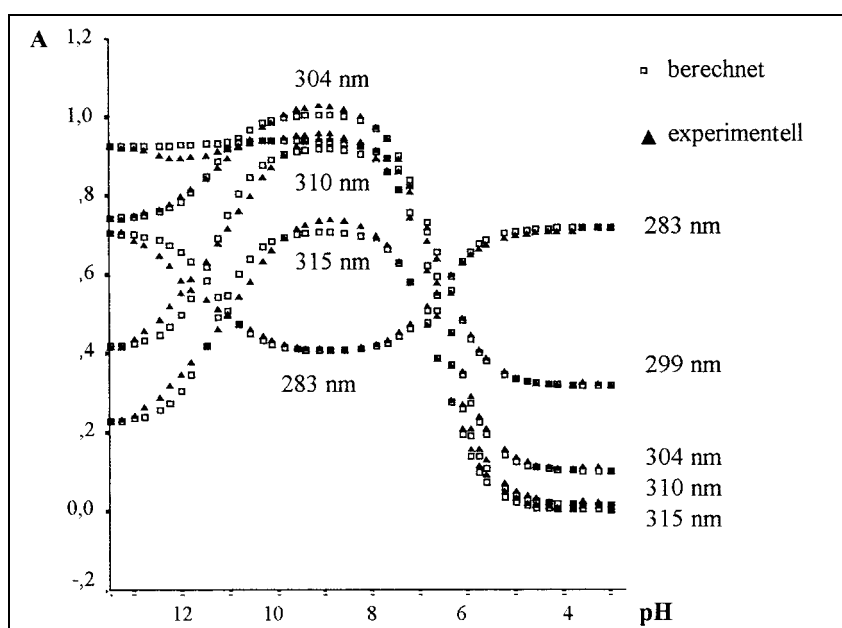 A
1,2
1,0
,8
,6
,4
,2
0,0
-,2
304 nm
310 nm
315 nm
283 nm
berechnet
experimentell
283 nm
299 nm
304 nm
310 nm
315 nm
12
10
8
6
4
pH